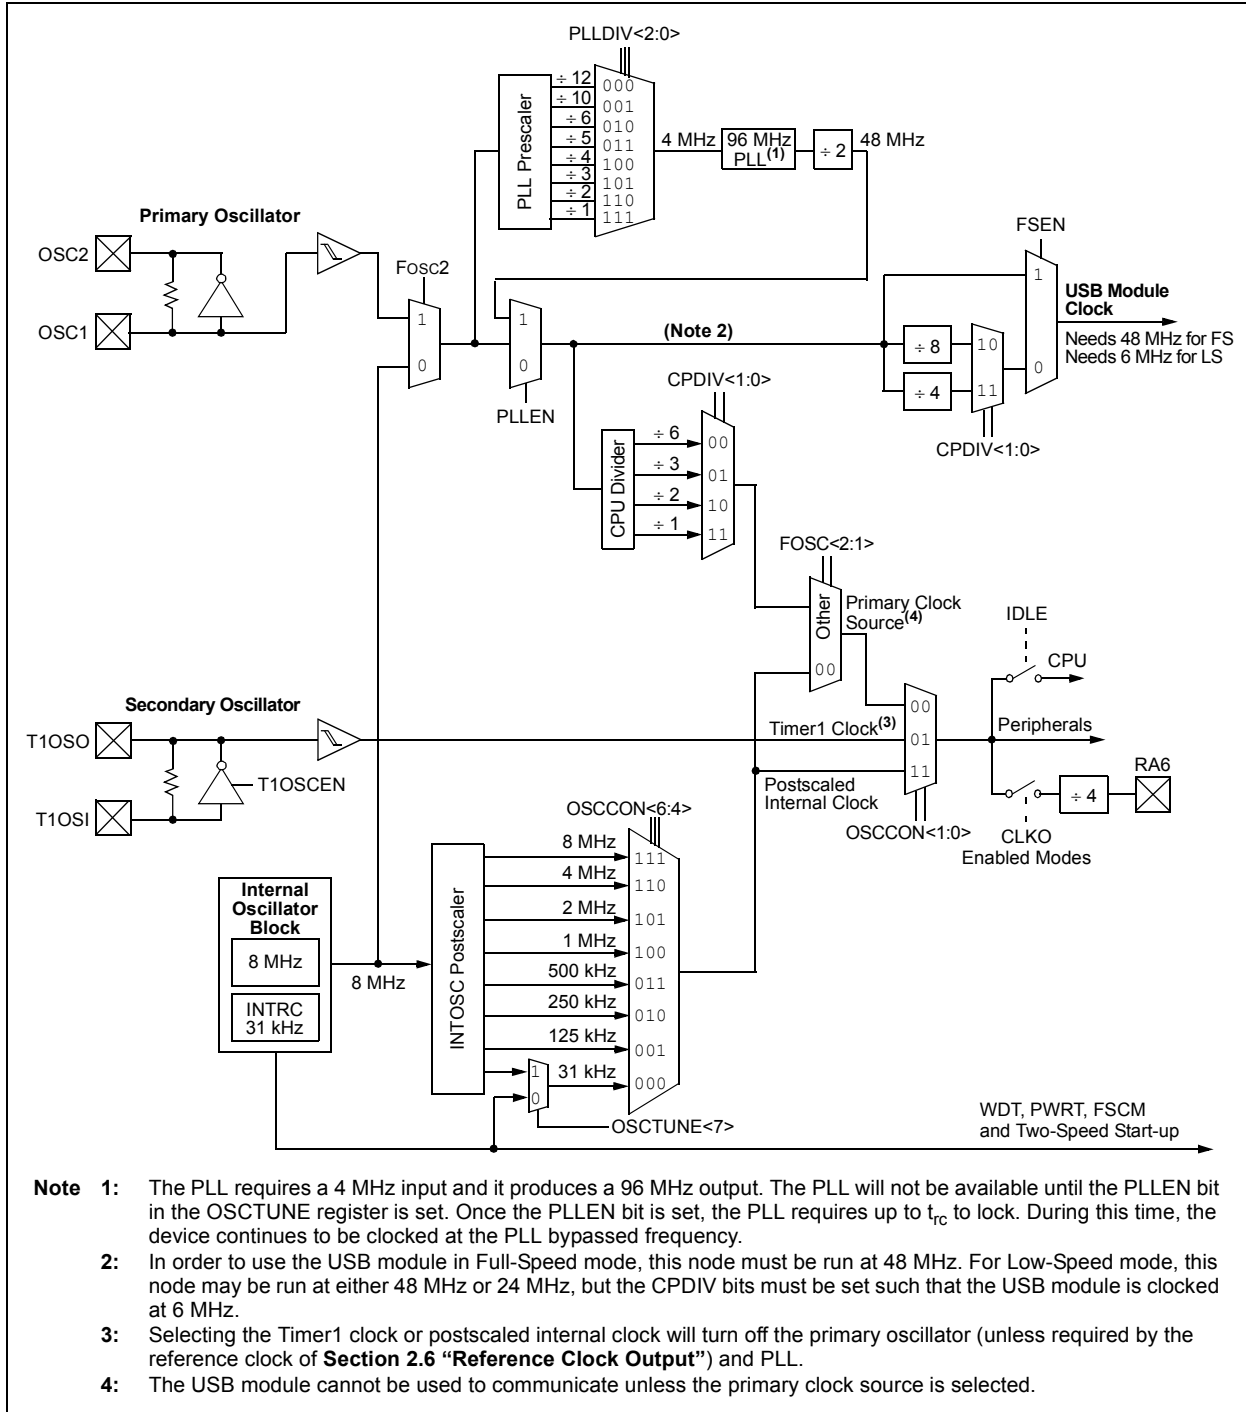 PLLDIV<2:0>
PLL Prescaler
÷ 12
÷ 10
÷ 6
÷ 5
÷ 4
÷ 3
÷ 2
÷ 1
000
001
010
011
100
101
110
111
4 MHz
96 MHz
PLL(1)
÷ 2
48 MHz
Primary Oscillator
OSC2
OSC1
FOSC2
1
0
1
0
PLLEN
(Note 2)
FSEN
1
0
÷ 8
÷ 4
10
11
CPDIV<1:0>
USB Module
Clock
Needs 48 MHz for FS
Needs 6 MHz for LS
CPDIV<1:0>
CPU Divider
÷ 6
÷ 3
÷ 2
÷ 1
00
01
10
11
FOSC<2:1>
Other
00
Primary Clock
Source(4)
IDLE
CPU
Secondary Oscillator
T1OSO
T1OSI
T1OSCEN
Timer1 Clock(3)
00
01
11
Peripherals
RA6
÷ 4
Postscaled
Internal Clock
OSCCON<1:0>
CLKO
Enabled Modes
OSCCON<6:4>
Internal
Oscillator
Block
8 MHz
INTRC
31 kHz
8 MHz
INTOSC Postscaler
8 MHz
4 MHz
2 MHz
1 MHz
500 kHz
250 kHz
125 kHz
31 kHz
111
110
101
100
011
010
001
000
1
0
OSCTUNE<7>
WDT, PWRT, FSCM
and Two-Speed Start-up
Note 1: The PLL requires a 4 MHz input and it produces a 96 MHz output. The PLL will not be available until the PLLEN bit
in the OSCTUNE register is set. Once the PLLEN bit is set, the PLL requires up to trc to lock. During this time, the
device continues to be clocked at the PLL bypassed frequency.
2: In order to use the USB module in Full-Speed mode, this node must be run at 48 MHz. For Low-Speed mode, this
node may be run at either 48 MHz or 24 MHz, but the CPDIV bits must be set such that the USB module is clocked
at 6 MHz.
3: Selecting the Timer1 clock or postscaled internal clock will turn off the primary oscillator (unless required by the
reference clock of Section 2.6 “Reference Clock Output”) and PLL.
4: The USB module cannot be used to communicate unless the primary clock source is selected.